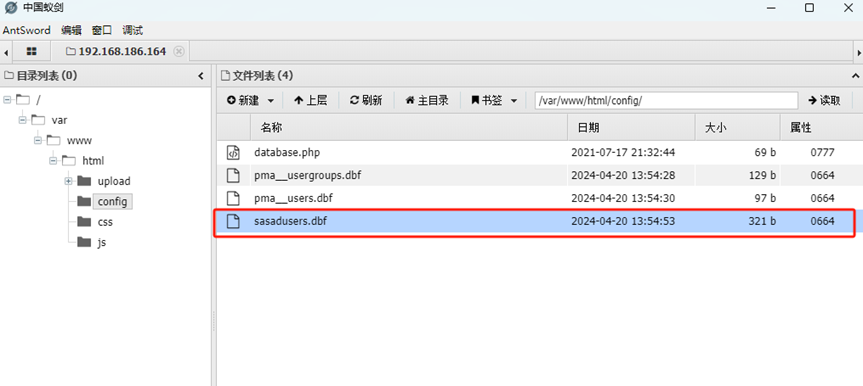 中国蚁剑
AntSword 编辑 窗口 调试
192.168.186.164
目录列表 (0)
文件列表 (4)
新建 上层 刷新 主目录 书签 /var/www/html/config/ 读取
名称 日期 大小 属性
/
var
www
html
upload
config
css
js
database.php 2021-07-17 21:32:44 69 b 0777
pma__usergroups.dbf 2024-04-20 13:54:28 129 b 0664
pma__users.dbf 2024-04-20 13:54:30 97 b 0664
sasadusers.dbf 2024-04-20 13:54:53 321 b 0664